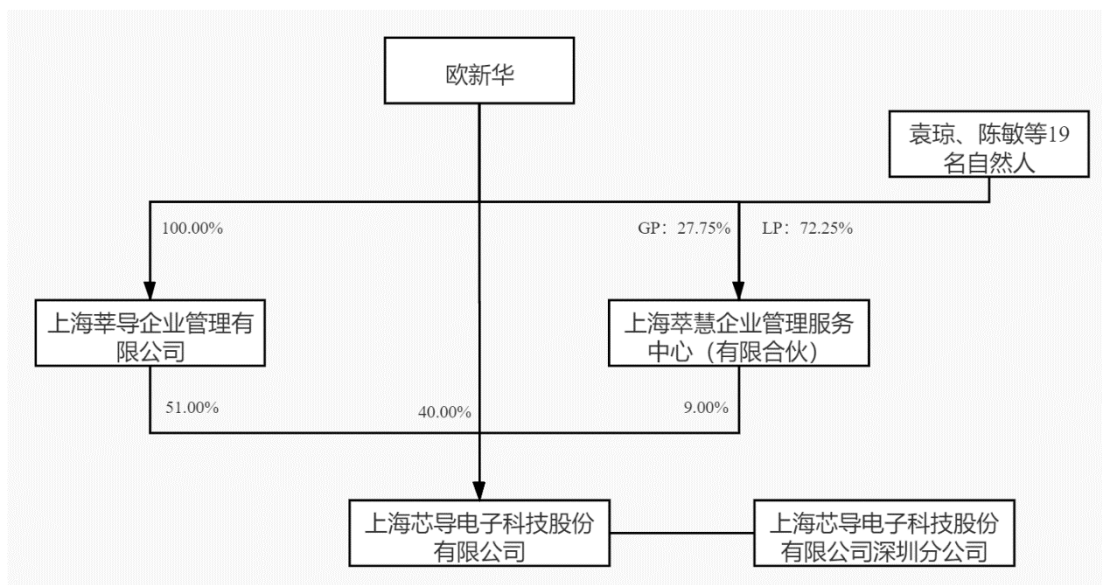 欧新华
袁琼、陈敏等19
名自然人
100.00%
GP：27.75%
LP：72.25%
上海莘导企业管理有
限公司
上海萃慧企业管理服务
中心（有限合伙）
51.00%
40.00%
9.00%
上海芯导电子科技股份
有限公司
上海芯导电子科技股份
有限公司深圳分公司